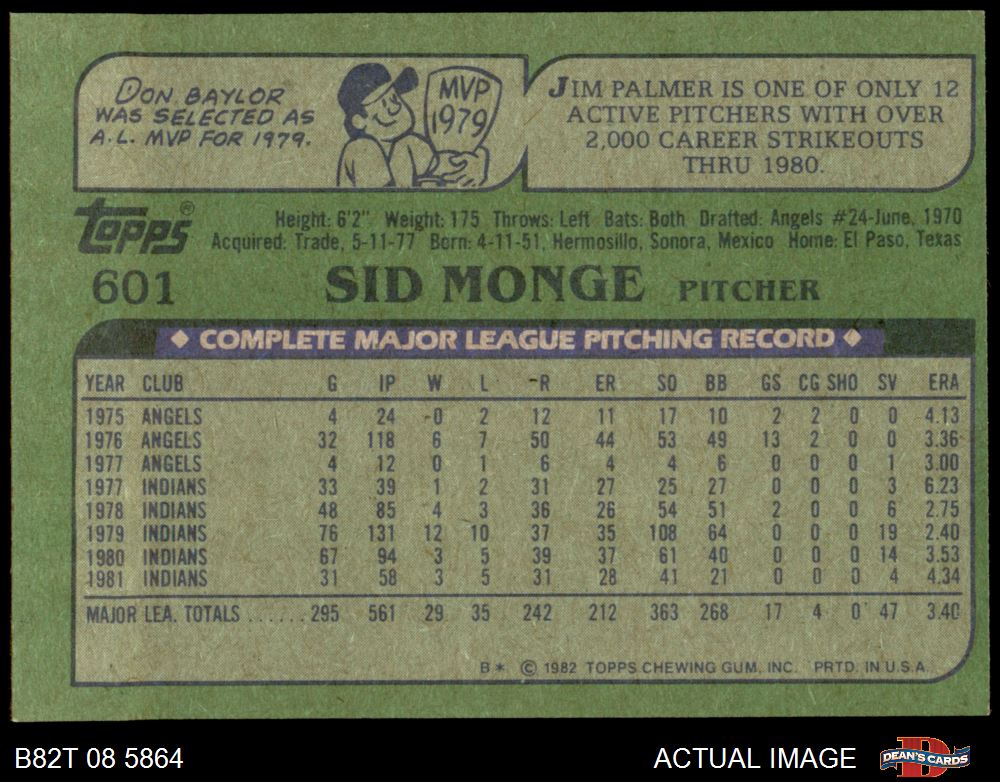 DON BAYLOR
WAS SELECTED AS
A.L. MVP FOR 1979.
MVP
1979
JIM PALMER IS ONE OF ONLY 12
ACTIVE PITCHERS WITH OVER
2,000 CAREER STRIKEOUTS
THRU 1980.
Topps®
Height: 6'2" Weight: 175 Throws: Left Bats: Both Drafted: Angels #24-June, 1970
Acquired: Trade, 5-11-77 Born: 4-11-51, Hermosillo, Sonora, Mexico Home: El Paso, Texas
601 SID MONGE PITCHER
◆ COMPLETE MAJOR LEAGUE PITCHING RECORD ◆
YEAR CLUB G IP W L R ER SO BB GS CG SHO SV ERA
1975 ANGELS 4 24 0 2 12 11 17 10 2 2 0 0 4.13
1976 ANGELS 32 118 6 7 50 44 53 49 13 2 0 0 3.36
1977 ANGELS 4 12 0 1 6 4 4 6 0 0 0 1 3.00
1977 INDIANS 33 39 1 2 31 27 25 27 0 0 0 3 6.23
1978 INDIANS 48 85 4 3 36 26 54 51 2 0 0 6 2.75
1979 INDIANS 76 131 12 10 37 35 108 64 0 0 0 19 2.40
1980 INDIANS 67 94 3 5 39 37 61 40 0 0 0 14 3.53
1981 INDIANS 31 58 3 5 31 28 41 21 0 0 0 4 4.34
MAJOR LEA. TOTALS ......295 561 29 35 242 212 363 268 17 4 0 47 3.40
B* © 1982 TOPPS CHEWING GUM, INC. PRTD. IN U.S.A.
B82T 08 5864
ACTUAL IMAGE
DEAN'S CARDS